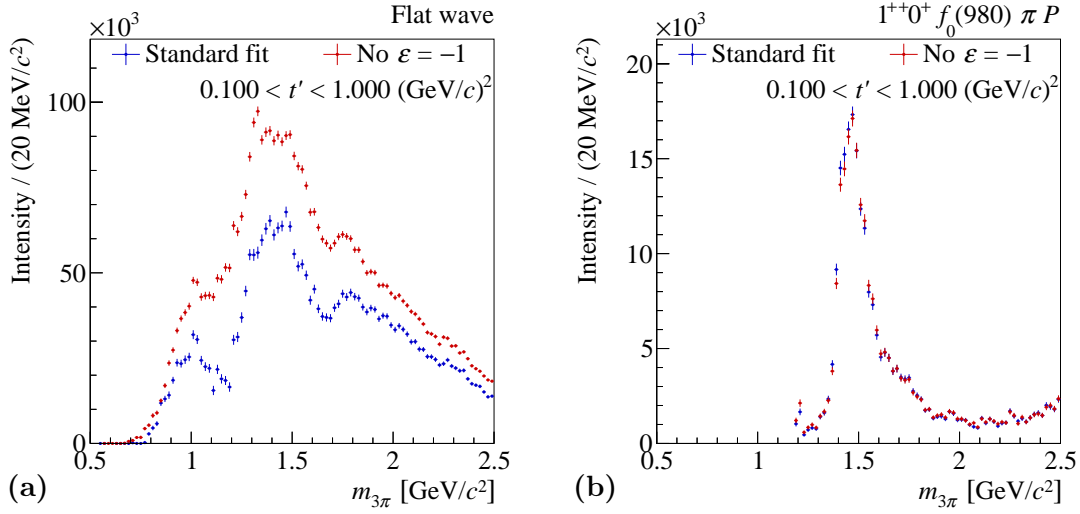 Flat wave
×10³
Standard fit
No ε = −1
0.100 < t′ < 1.000 (GeV/c)²
Intensity / (20 MeV/c²)
100
50
0
0.5 1 1.5 2 2.5
m₃π [GeV/c²]
(a)
1⁺⁺0⁺ f₀(980) π P
×10³
Standard fit
No ε = −1
0.100 < t′ < 1.000 (GeV/c)²
Intensity / (20 MeV/c²)
20
15
10
5
0
0.5 1 1.5 2 2.5
m₃π [GeV/c²]
(b)